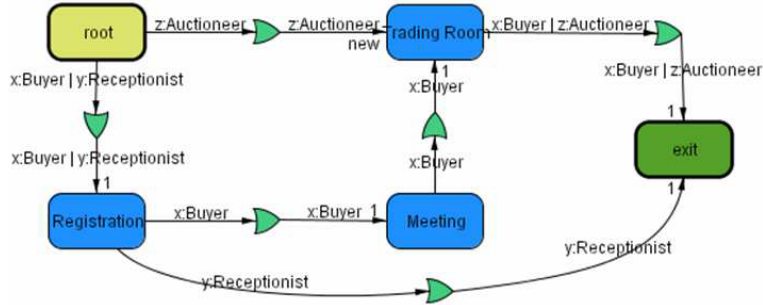 root
z:Auctioneer
z:Auctioneer
new
Trading Room
x:Buyer | z:Auctioneer
x:Buyer | y:Receptionist
1
x:Buyer
x:Buyer | z:Auctioneer
1
exit
x:Buyer | y:Receptionist
1
x:Buyer
1
Registration
x:Buyer
x:Buyer
1
Meeting
y:Receptionist
y:Receptionist